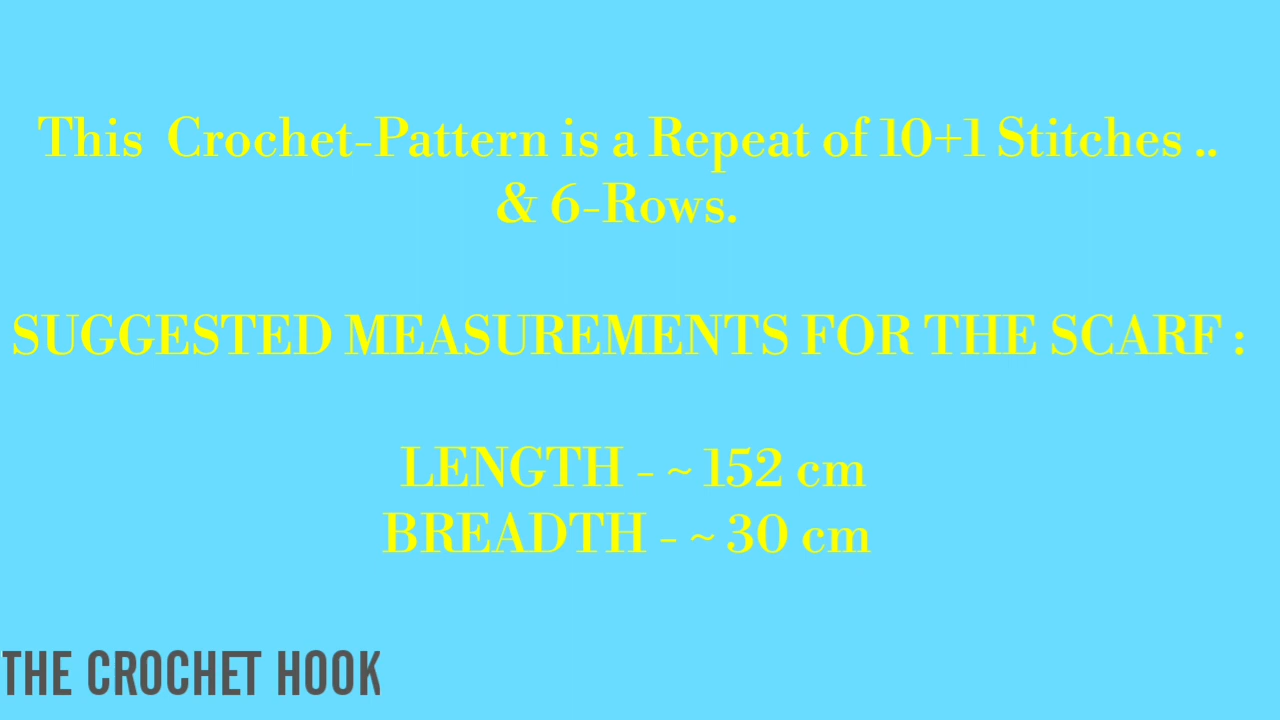 This  Crochet-Pattern is a Repeat of 10+1 Stitches ..
& 6-Rows.
SUGGESTED MEASUREMENTS FOR THE SCARF :
LENGTH - ~ 152 cm
BREADTH - ~ 30 cm
THE CROCHET HOOK